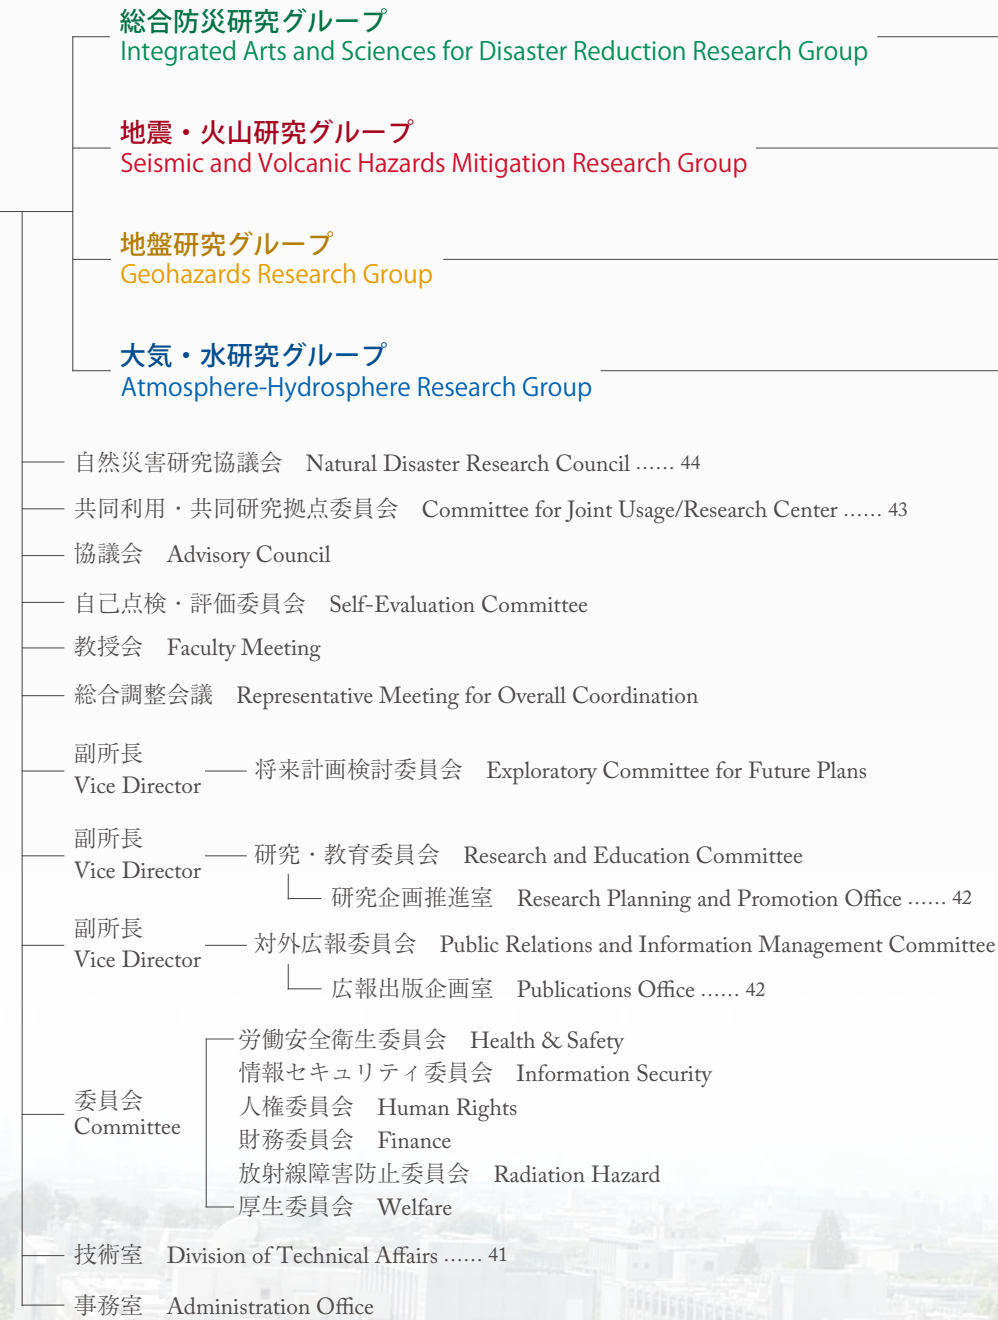 総合防災研究グループ
Integrated Arts and Sciences for Disaster Reduction Research Group
地震・火山研究グループ
Seismic and Volcanic Hazards Mitigation Research Group
地盤研究グループ
Geohazards Research Group
大気・水研究グループ
Atmosphere-Hydrosphere Research Group
自然災害研究協議会　Natural Disaster Research Council ...... 44
共同利用・共同研究拠点委員会　Committee for Joint Usage/Research Center ...... 43
協議会　Advisory Council
自己点検・評価委員会　Self-Evaluation Committee
教授会　Faculty Meeting
総合調整会議　Representative Meeting for Overall Coordination
副所長
Vice Director
将来計画検討委員会　Exploratory Committee for Future Plans
副所長
Vice Director
研究・教育委員会　Research and Education Committee
研究企画推進室　Research Planning and Promotion Office ...... 42
副所長
Vice Director
対外広報委員会　Public Relations and Information Management Committee
広報出版企画室　Publications Office ...... 42
委員会
Committee
労働安全衛生委員会　Health & Safety
情報セキュリティ委員会　Information Security
人権委員会　Human Rights
財務委員会　Finance
放射線障害防止委員会　Radiation Hazard
厚生委員会　Welfare
技術室　Division of Technical Affairs ...... 41
事務室　Administration Office